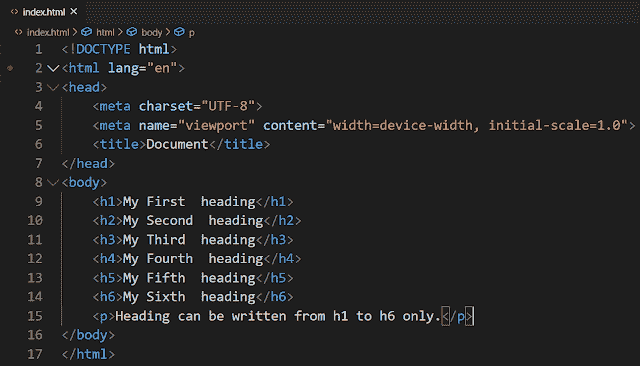 index.html ×
index.html > html > body > p
1 <!DOCTYPE html>
2 <html lang="en">
3 <head>
4     <meta charset="UTF-8">
5     <meta name="viewport" content="width=device-width, initial-scale=1.0">
6     <title>Document</title>
7 </head>
8 <body>
9     <h1>My First  heading</h1>
10     <h2>My Second  heading</h2>
11     <h3>My Third  heading</h3>
12     <h4>My Fourth  heading</h4>
13     <h5>My Fifth  heading</h5>
14     <h6>My Sixth  heading</h6>
15     <p>Heading can be written from h1 to h6 only.</p>
16 </body>
17 </html>